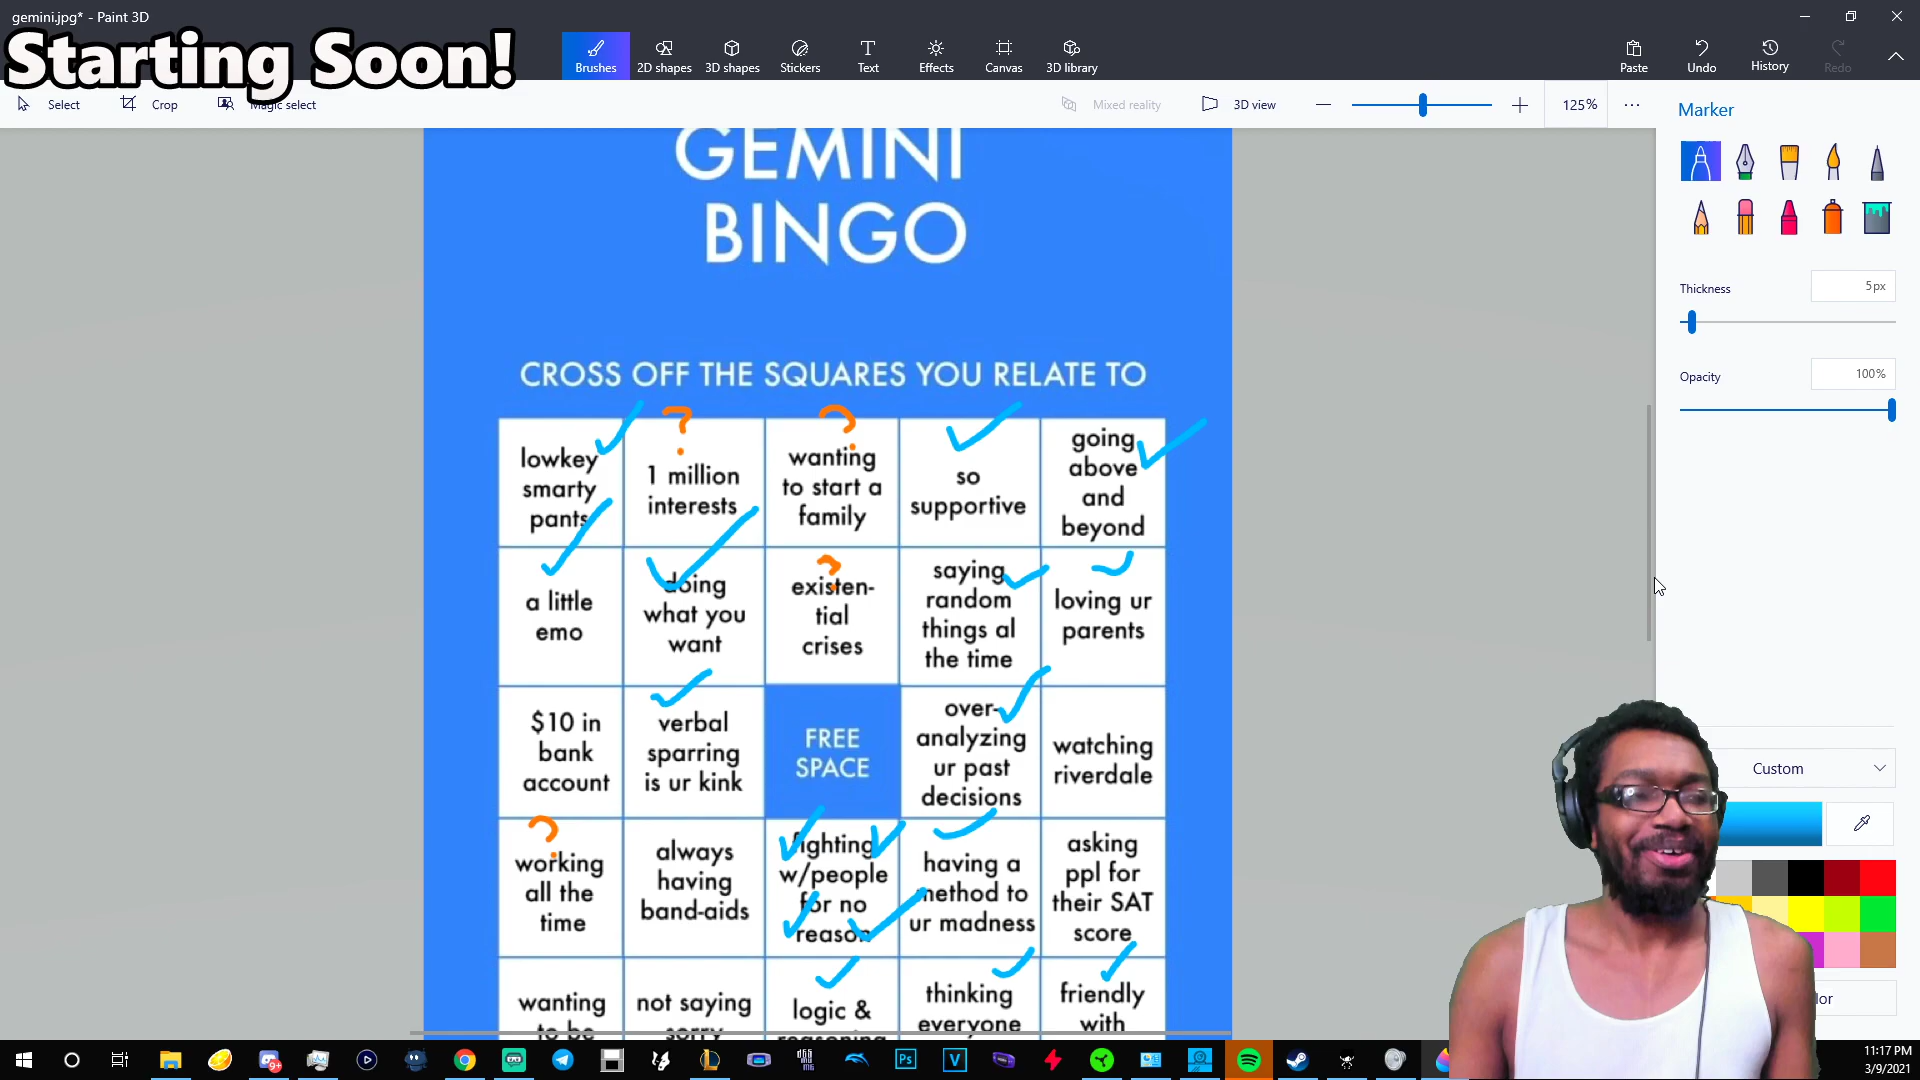 gemini.jpg* - Paint 3D
Starting Soon!
Brushes
2D shapes
3D shapes
Stickers
Text
Effects
Canvas
3D library
Paste
Undo
History
Redo
Select
Crop
Magic select
Mixed reality
3D view
125%
Marker
Thickness
5px
Opacity
100%
Custom
GEMINI
BINGO
CROSS OFF THE SQUARES YOU RELATE TO
lowkey
smarty
pants
?
1 million
interests
?
wanting
to start a
family
so
supportive
going
above
and
beyond
a little
emo
doing
what you
want
?
existen-
tial
crises
saying
random
things al
the time
loving ur
parents
$10 in
bank
account
verbal
sparring
is ur kink
FREE
SPACE
over-
analyzing
ur past
decisions
watching
riverdale
?
working
all the
time
always
having
band-aids
fighting
w/people
for no
reason
having a
method to
ur madness
asking
ppl for
their SAT
score
wanting
to be
not saying
sorry
logic &
reasoning
thinking
everyone
friendly
with
lor
9+
Ps
V
11:17 PM
3/9/2021